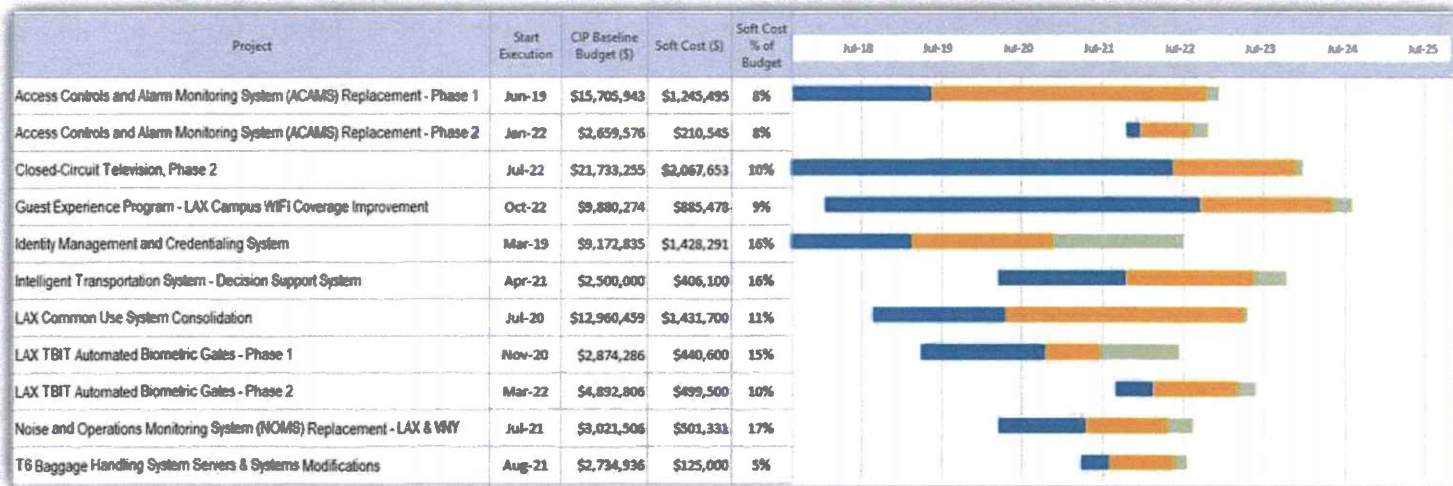 Project Start Execution CIP Baseline Budget ($) Soft Cost ($) Soft Cost % of Budget Jul-18 Jul-19 Jul-20 Jul-21 Jul-22 Jul-23 Jul-24 Jul-25
Access Controls and Alarm Monitoring System (ACAMS) Replacement - Phase 1 Jun-19 $15,705,943 $1,245,495 8%
Access Controls and Alarm Monitoring System (ACAMS) Replacement - Phase 2 Jan-22 $2,659,576 $210,545 8%
Closed-Circuit Television, Phase 2 Jul-22 $21,733,255 $2,067,653 10%
Guest Experience Program - LAX Campus WIFI Coverage Improvement Oct-22 $9,880,274 $885,478 9%
Identity Management and Credentialing System Mar-19 $9,172,835 $1,428,291 16%
Intelligent Transportation System - Decision Support System Apr-21 $2,500,000 $406,100 16%
LAX Common Use System Consolidation Jul-20 $12,960,459 $1,431,700 11%
LAX TBIT Automated Biometric Gates - Phase 1 Nov-20 $2,874,286 $440,600 15%
LAX TBIT Automated Biometric Gates - Phase 2 Mar-22 $4,892,806 $499,500 10%
Noise and Operations Monitoring System (NOMS) Replacement - LAX & VNY Jul-21 $3,021,506 $501,331 17%
T6 Baggage Handling System Servers & Systems Modifications Aug-21 $2,734,936 $125,000 5%